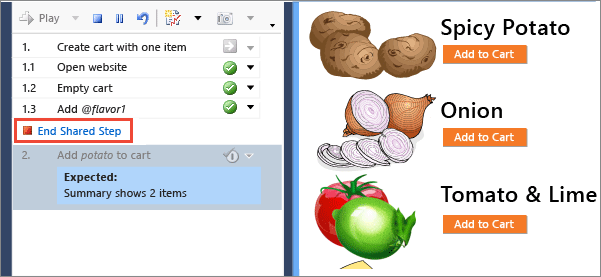 Play
1. Create cart with one item
1.1 Open website
1.2 Empty cart
1.3 Add @flavor1
End Shared Step
2. Add potato to cart
Expected:
Summary shows 2 items
Spicy Potato
Add to Cart
Onion
Add to Cart
Tomato & Lime
Add to Cart